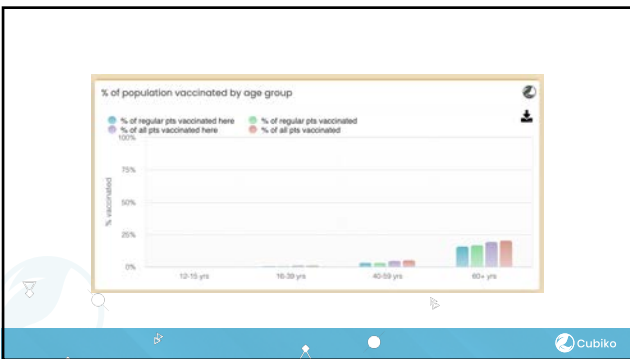 % of population vaccinated by age group
% of regular pts vaccinated here
% of regular pts vaccinated
% of all pts vaccinated here
% of all pts vaccinated
100%
75%
50%
25%
0%
% vaccinated
12-15 yrs
16-39 yrs
40-59 yrs
60+ yrs
Cubiko